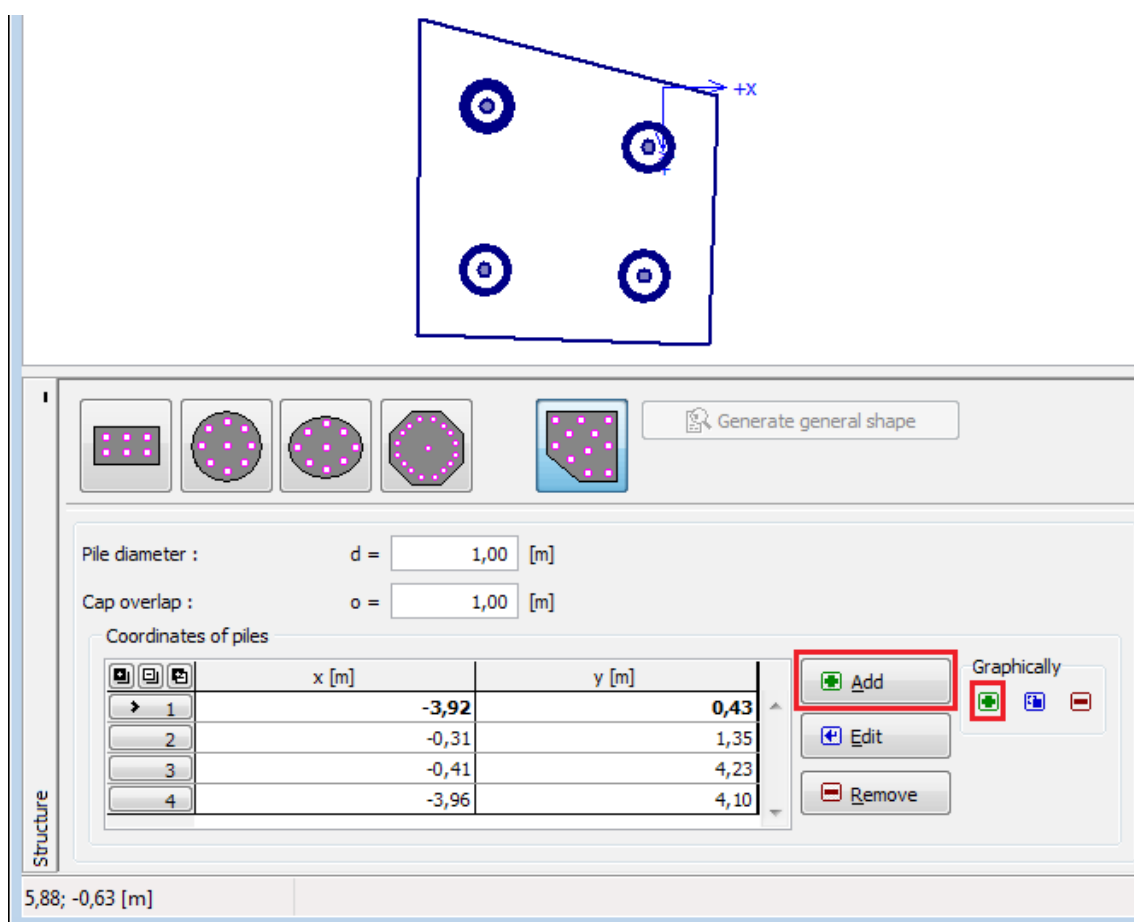 +x
+
Generate general shape
Pile diameter : d = 1,00 [m]
Cap overlap : o = 1,00 [m]
Coordinates of piles
x [m] y [m]
1 -3,92 0,43
2 -0,31 1,35
3 -0,41 4,23
4 -3,96 4,10
Add
Edit
Remove
Graphically
Structure
5,88; -0,63 [m]